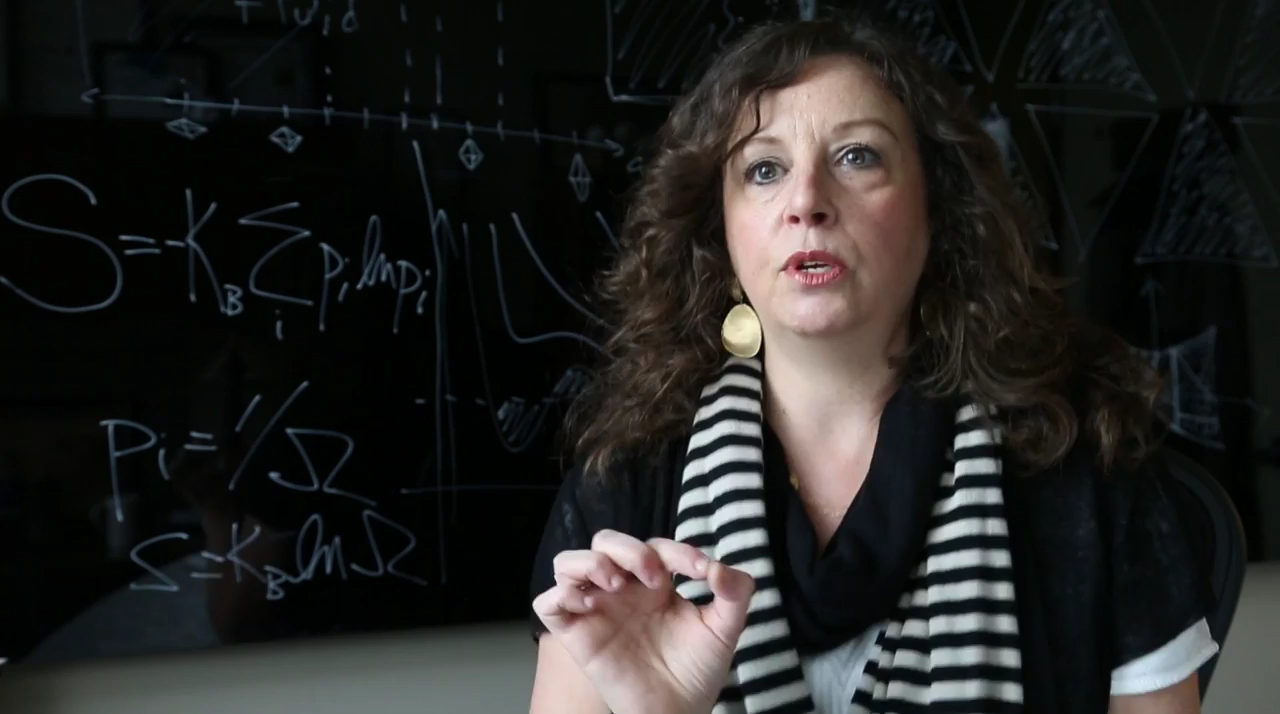 S = -K_B Σ_i p_i ln p_i
p_i = 1/Ω
S = K_B ln Ω